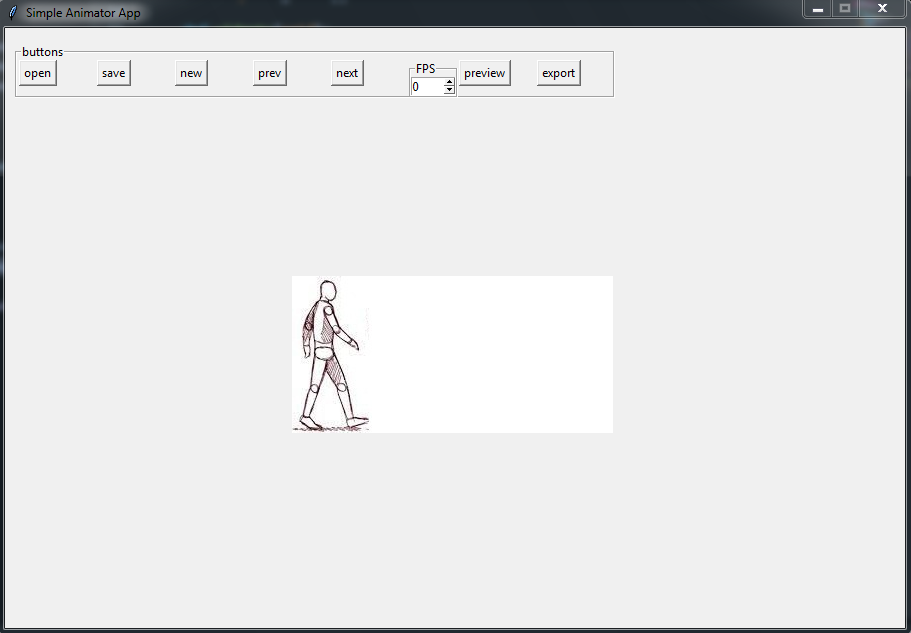 Simple Animator App
buttons
open save new prev next FPS 0 preview export